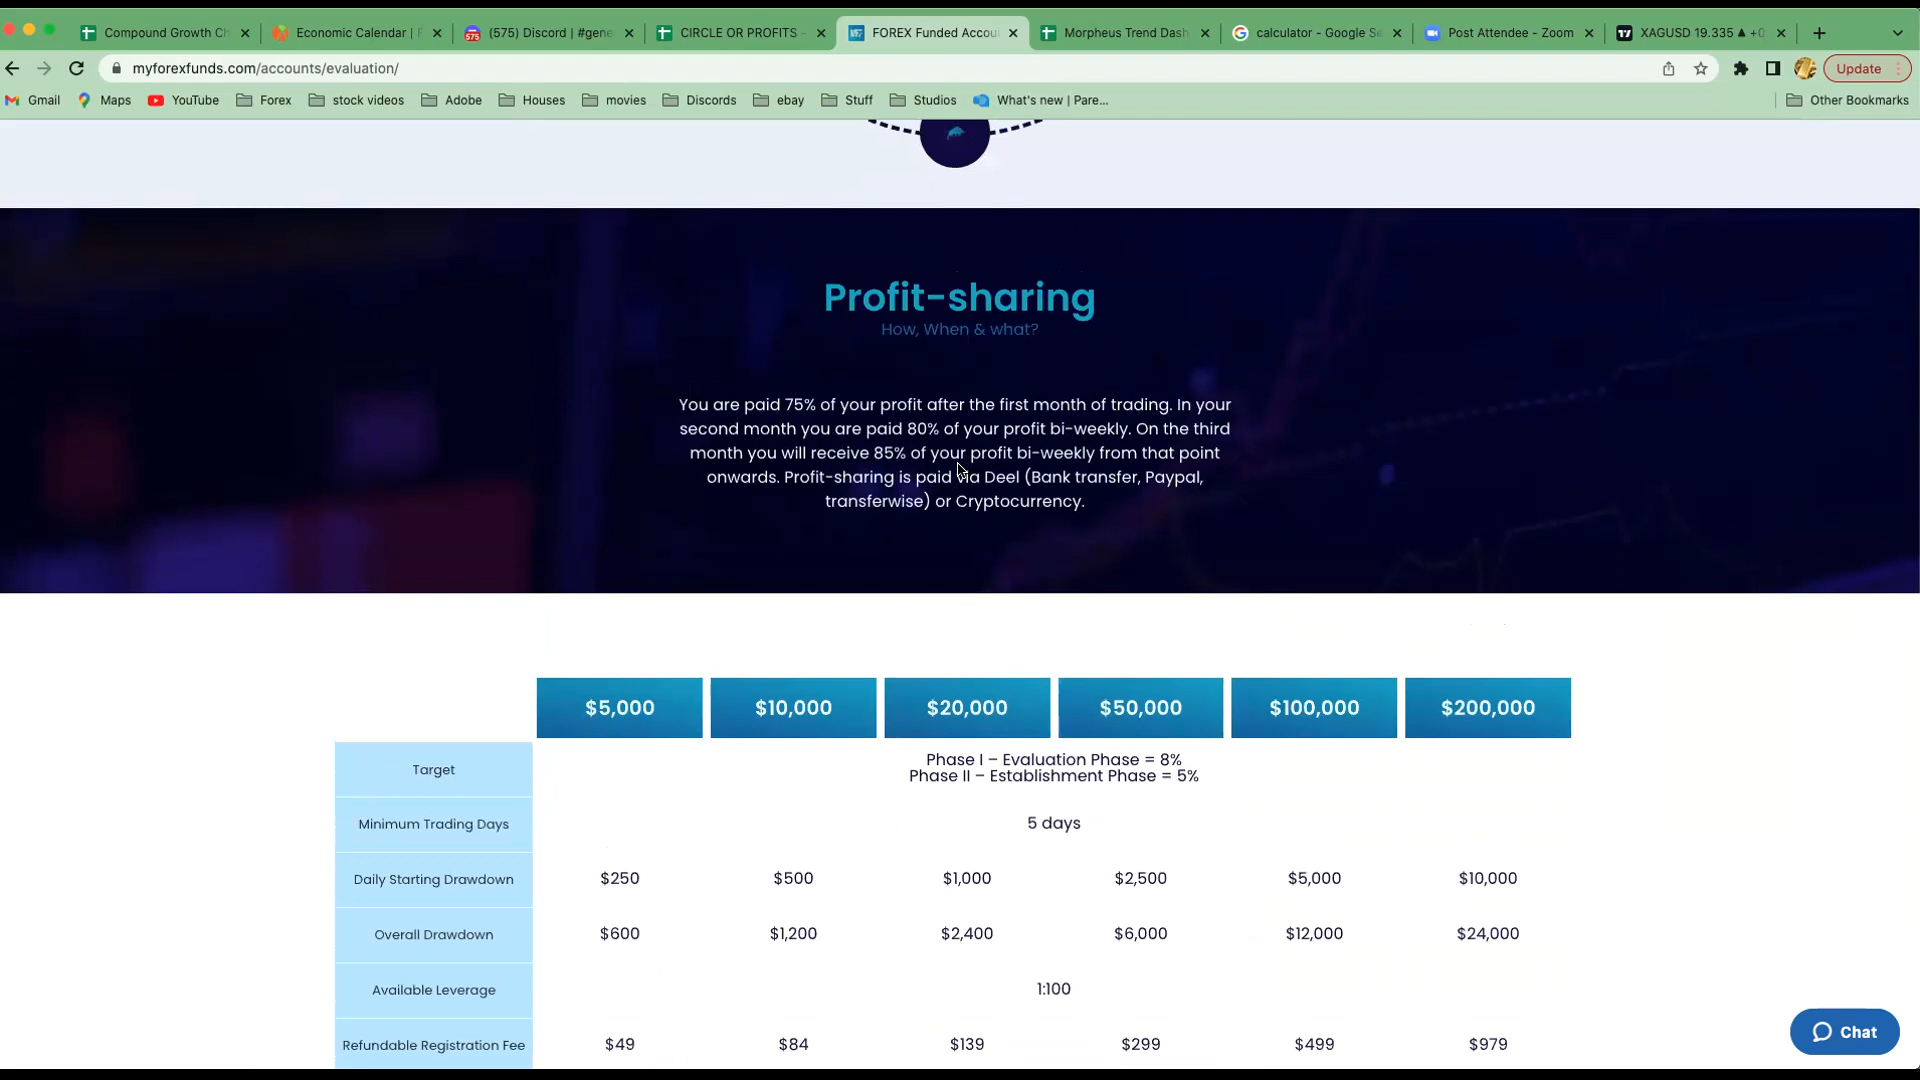 Compound Growth Ch
Economic Calendar | F
(575) Discord | #gene
CIRCLE OR PROFITS -
FOREX Funded Accou
Morpheus Trend Dash
calculator - Google Se
Post Attendee - Zoom
XAGUSD 19.335 ▲ +0
myforexfunds.com/accounts/evaluation/
Update
Gmail
Maps
YouTube
Forex
stock videos
Adobe
Houses
movies
Discords
ebay
Stuff
Studios
What's new | Pare...
Other Bookmarks
Profit-sharing
How, When & what?
You are paid 75% of your profit after the first month of trading. In your
second month you are paid 80% of your profit bi-weekly. On the third
month you will receive 85% of your profit bi-weekly from that point
onwards. Profit-sharing is paid via Deel (Bank transfer, Paypal,
transferwise) or Cryptocurrency.
$5,000 $10,000 $20,000 $50,000 $100,000 $200,000
Target
Phase I – Evaluation Phase = 8%
Phase II – Establishment Phase = 5%
Minimum Trading Days 5 days
Daily Starting Drawdown $250 $500 $1,000 $2,500 $5,000 $10,000
Overall Drawdown $600 $1,200 $2,400 $6,000 $12,000 $24,000
Available Leverage 1:100
Refundable Registration Fee $49 $84 $139 $299 $499 $979
Chat